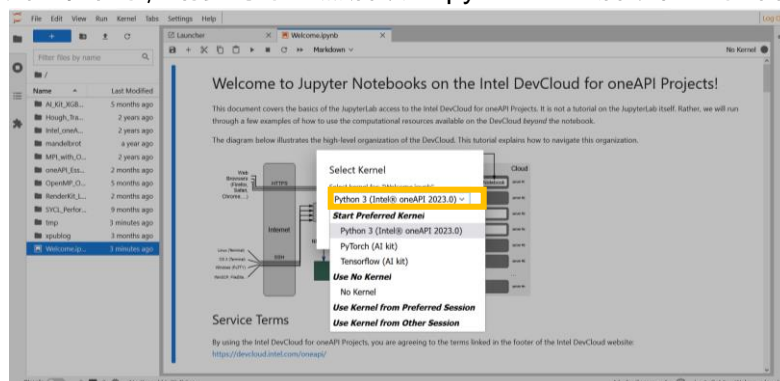 File Edit View Run Kernel Tabs Settings Help
Launcher
Welcome.ipynb
Markdown
No Kernel
Filter files by name
/
Name
Last Modified
AI_Kit_XGB... 5 months ago
Hough_Tra... 2 years ago
Intel_oneA... 2 years ago
mandelbrot a year ago
MPI_with_O... 2 years ago
oneAPI_Ess... 2 months ago
OpenMP_O... 5 months ago
RenderKit_L... 2 months ago
SYCL_Perfor... 9 months ago
tmp 3 minutes ago
xpublog 3 months ago
Welcome.ip... 3 minutes ago
Welcome to Jupyter Notebooks on the Intel DevCloud for oneAPI Projects!
This document covers the basics of the JupyterLab access to the Intel DevCloud for oneAPI Projects. It is not a tutorial on the JupyterLab itself. Rather, we will run
through a few examples of how to use the computational resources available on the DevCloud beyond the notebook.
The diagram below illustrates the high-level organization of the DevCloud. This tutorial explains how to navigate this organization.
Web
Browsers
HTTPS
Internet
SSH
Cloud
Select Kernel
Python 3 (Intel® oneAPI 2023.0)
Start Preferred Kernel
Python 3 (Intel® oneAPI 2023.0)
PyTorch (AI kit)
Tensorflow (AI kit)
Use No Kernel
No Kernel
Use Kernel from Preferred Session
Use Kernel from Other Session
Service Terms
By using the Intel DevCloud for oneAPI Projects, you are agreeing to the terms linked in the footer of the Intel DevCloud website:
https://devcloud.intel.com/oneapi/